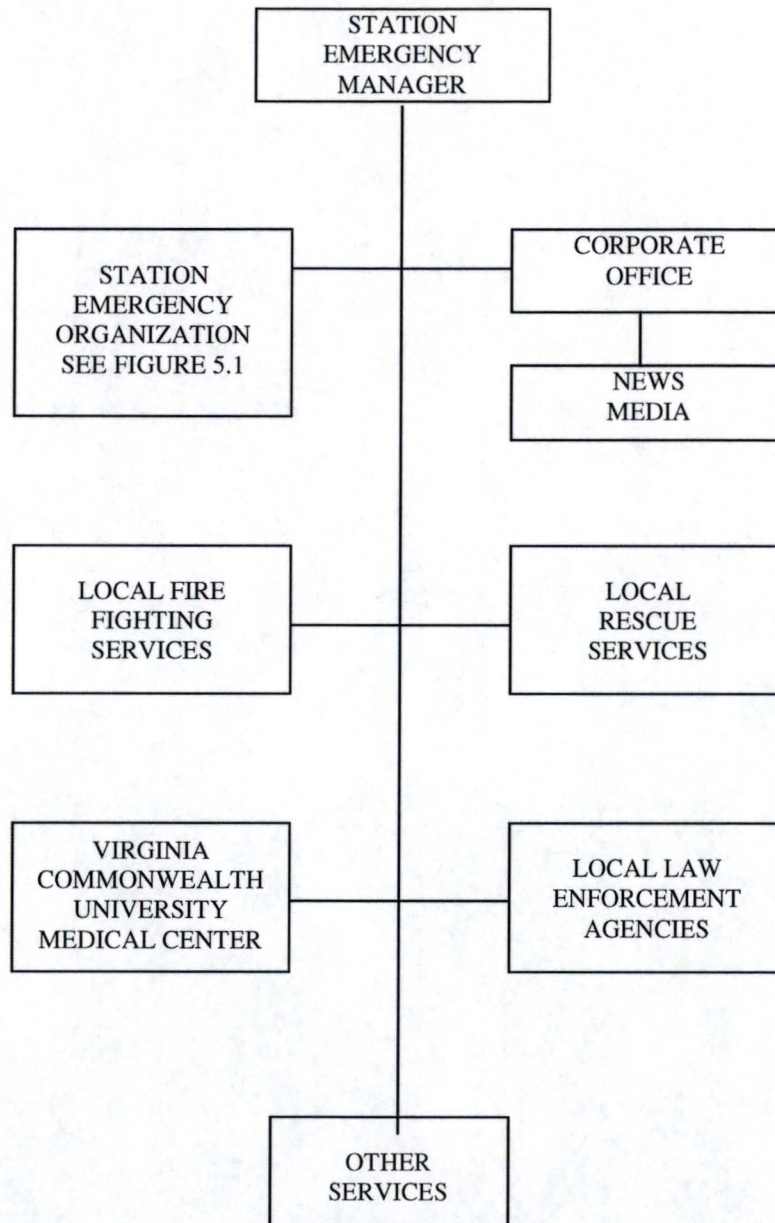 STATION
EMERGENCY
MANAGER
STATION
EMERGENCY
ORGANIZATION
SEE FIGURE 5.1
CORPORATE
OFFICE
NEWS
MEDIA
LOCAL FIRE
FIGHTING
SERVICES
LOCAL
RESCUE
SERVICES
VIRGINIA
COMMONWEALTH
UNIVERSITY
MEDICAL CENTER
LOCAL LAW
ENFORCEMENT
AGENCIES
OTHER
SERVICES